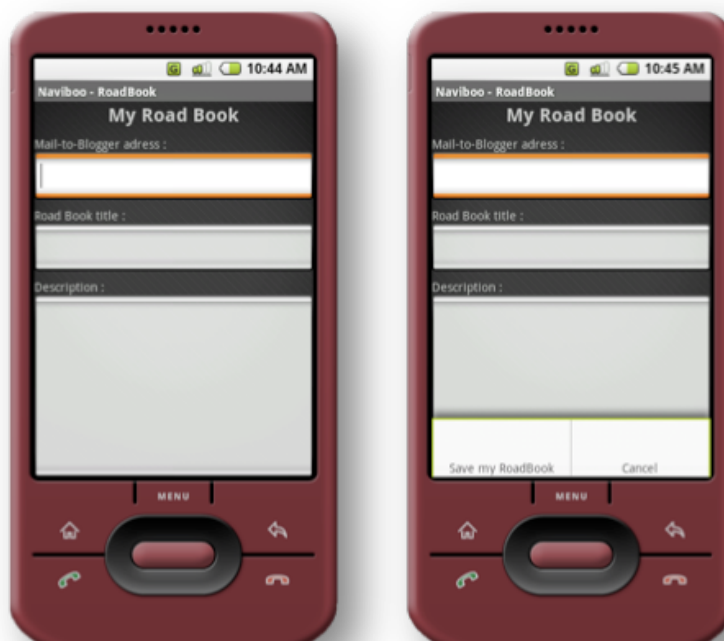 10:44 AM
Naviboo - RoadBook
My Road Book
Mail-to-Blogger adress :
Road Book title :
Description :
MENU
10:45 AM
Naviboo - RoadBook
My Road Book
Mail-to-Blogger adress :
Road Book title :
Description :
Save my RoadBook
Cancel
MENU